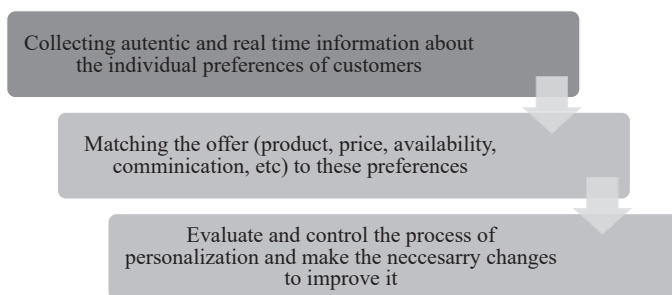 Collecting autentic and real time information about
the individual preferences of customers
Matching the offer (product, price, availability,
comminication, etc) to these preferences
Evaluate and control the process of
personalization and make the neccesarry changes
to improve it